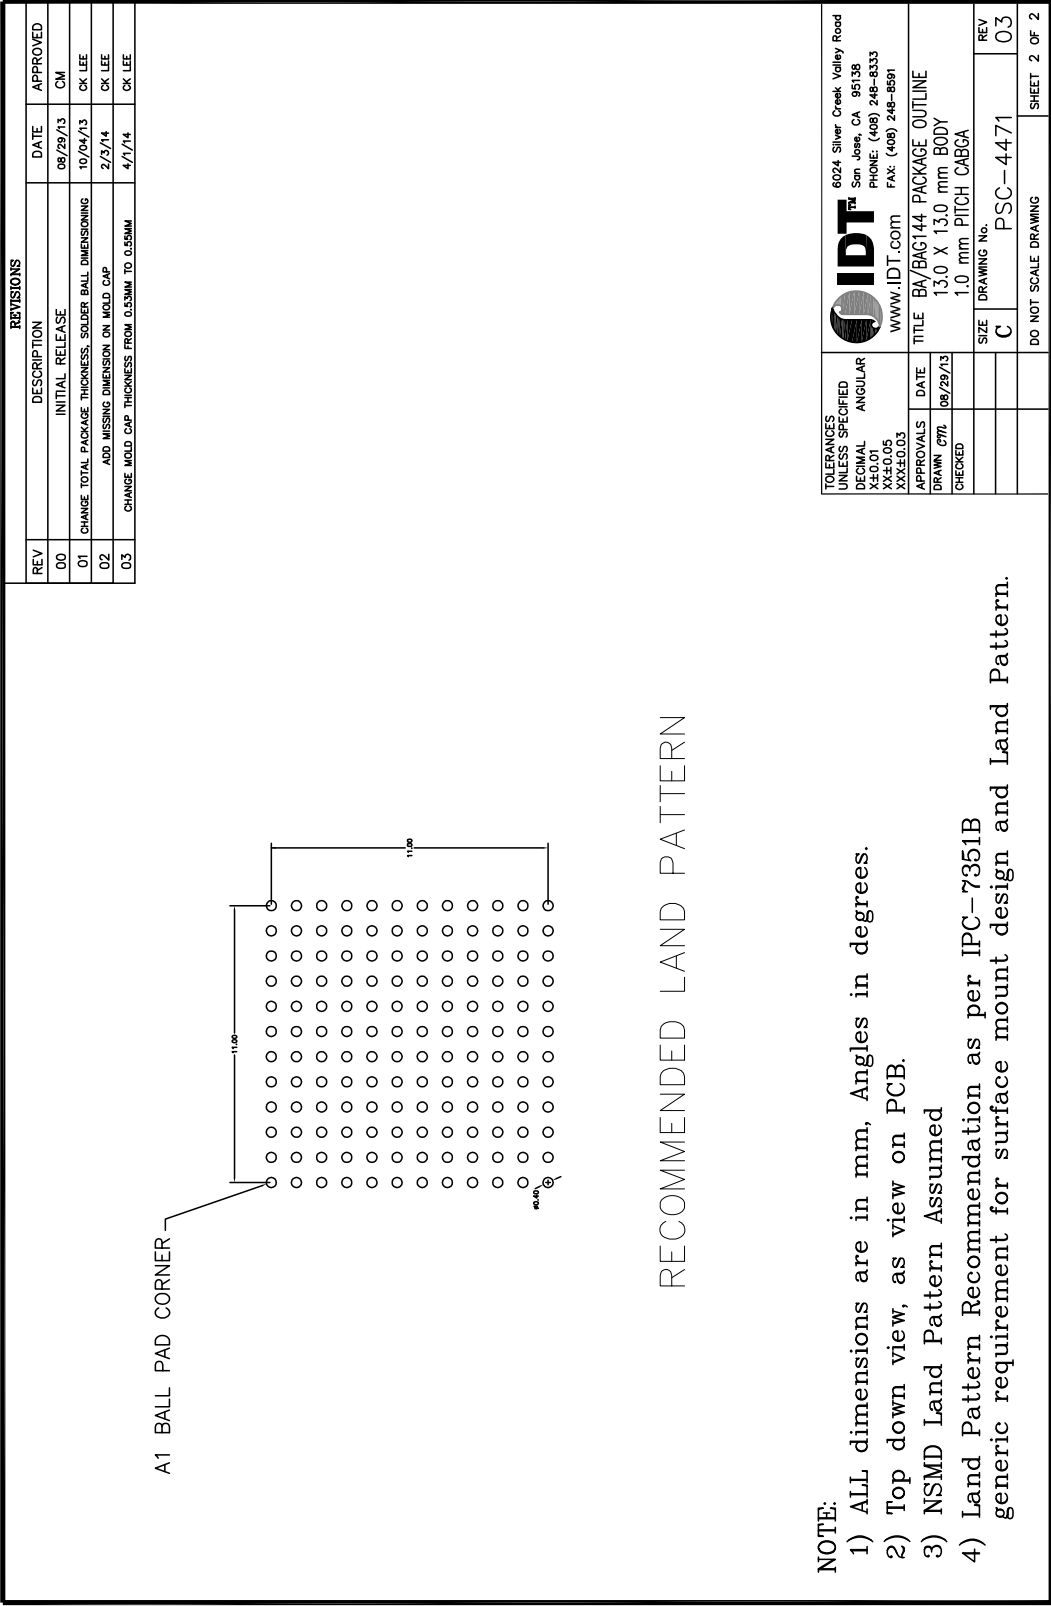 REVISIONS
REV DESCRIPTION DATE APPROVED
00 INITIAL RELEASE 08/29/13 CM
01 CHANGE TOTAL PACKAGE THICKNESS, SOLDER BALL DIMENSIONING 10/04/13 CK LEE
02 ADD MISSING DIMENSION ON MOLD CAP 2/3/14 CK LEE
03 CHANGE MOLD CAP THICKNESS FROM 0.53MM TO 0.55MM 4/1/14 CK LEE
A1 BALL PAD CORNER
11.00
11.00
ø0.40
RECOMMENDED LAND PATTERN
NOTE:
1) ALL dimensions are in mm, Angles in degrees.
2) Top down view, as view on PCB.
3) NSMD Land Pattern Assumed
4) Land Pattern Recommendation as per IPC-7351B
generic requirement for surface mount design and Land Pattern.
TOLERANCES
UNLESS SPECIFIED
DECIMAL ANGULAR
X±0.01
XX±0.05
XXX±0.03
APPROVALS DATE
DRAWN CM 08/29/13
CHECKED
IDT™
www.IDT.com
6024 Silver Creek Valley Road
San Jose, CA 95138
PHONE: (408) 248-8333
FAX: (408) 248-8591
TITLE BA/BAG144 PACKAGE OUTLINE
13.0 X 13.0 mm BODY
1.0 mm PITCH CABGA
SIZE DRAWING No. REV
C PSC-4471 03
DO NOT SCALE DRAWING SHEET 2 OF 2